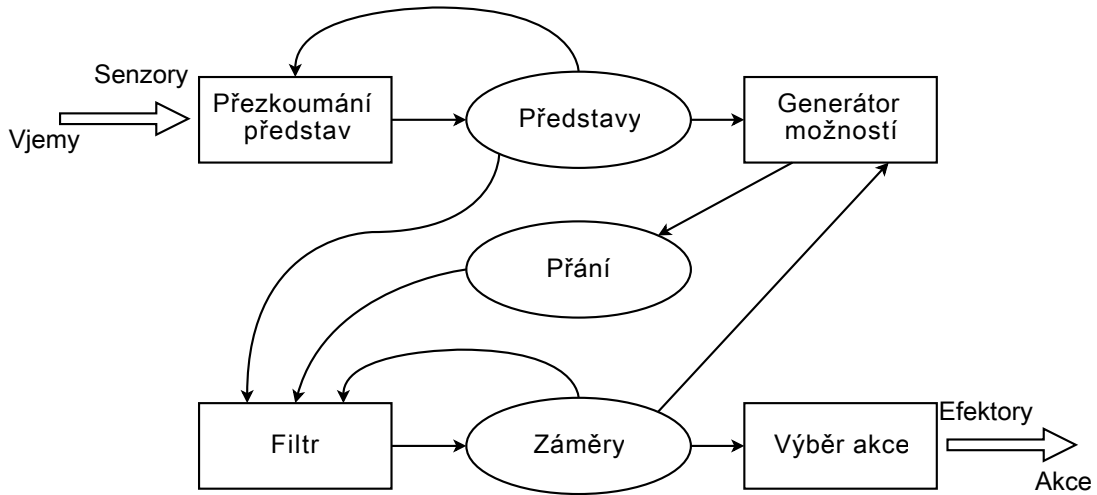 Senzory
Vjemy
Přezkoumání
představ
Představy
Generátor
možností
Přání
Filtr
Záměry
Výběr akce
Efektory
Akce